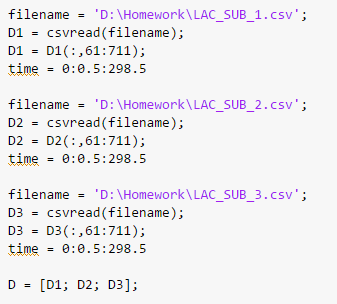 filename = 'D:\Homework\LAC_SUB_1.csv';
D1 = csvread(filename);
D1 = D1(:,61:711);
time = 0:0.5:298.5
filename = 'D:\Homework\LAC_SUB_2.csv';
D2 = csvread(filename);
D2 = D2(:,61:711);
time = 0:0.5:298.5
filename = 'D:\Homework\LAC_SUB_3.csv';
D3 = csvread(filename);
D3 = D3(:,61:711);
time = 0:0.5:298.5
D = [D1; D2; D3];